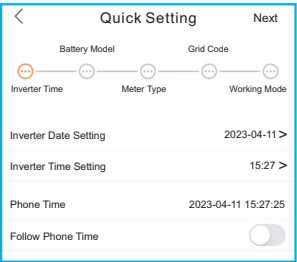 Quick Setting Next
Battery Model Grid Code
Inverter Time Meter Type Working Mode
Inverter Date Setting 2023-04-11 >
Inverter Time Setting 15:27 >
Phone Time 2023-04-11 15:27:25
Follow Phone Time